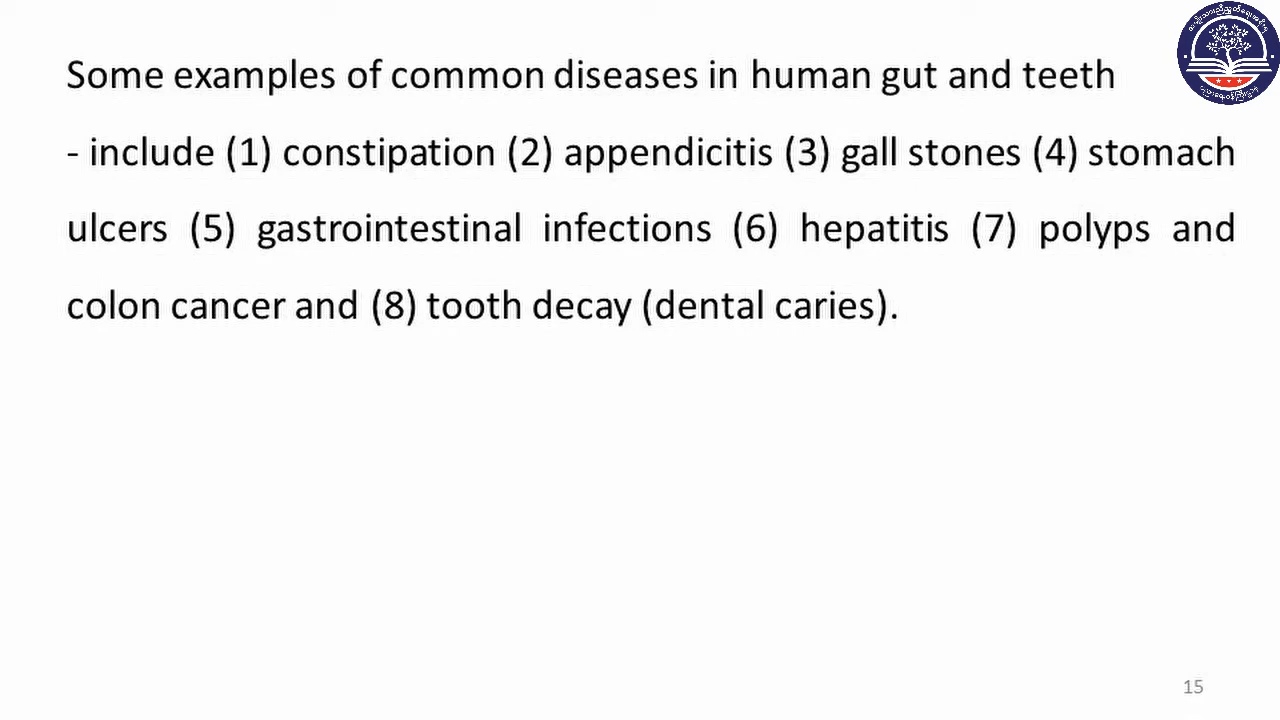 Some examples of common diseases in human gut and teeth
- include (1) constipation (2) appendicitis (3) gall stones (4) stomach
ulcers (5) gastrointestinal infections (6) hepatitis (7) polyps and
colon cancer and (8) tooth decay (dental caries).
15